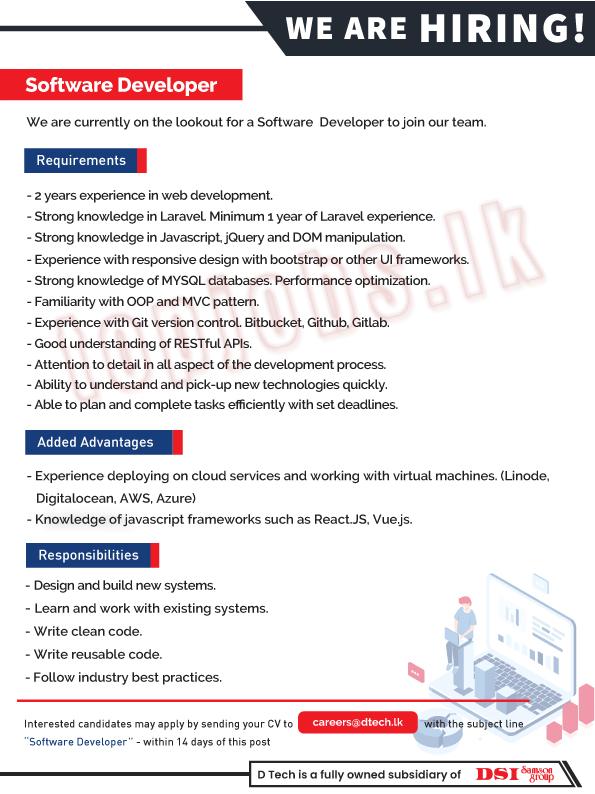 WE ARE HIRING!
Software Developer
We are currently on the lookout for a Software Developer to join our team.
Requirements
- 2 years experience in web development.
- Strong knowledge in Laravel. Minimum 1 year of Laravel experience.
- Strong knowledge in Javascript, jQuery and DOM manipulation.
- Experience with responsive design with bootstrap or other UI frameworks.
- Strong knowledge of MYSQL databases. Performance optimization.
- Familiarity with OOP and MVC pattern.
- Experience with Git version control. Bitbucket, Github, Gitlab.
- Good understanding of RESTful APIs.
- Attention to detail in all aspect of the development process.
- Ability to understand and pick-up new technologies quickly.
- Able to plan and complete tasks efficiently with set deadlines.
topjobs.lk
Added Advantages
- Experience deploying on cloud services and working with virtual machines. (Linode,
Digitalocean, AWS, Azure)
- Knowledge of javascript frameworks such as React.JS, Vue.js.
Responsibilities
- Design and build new systems.
- Learn and work with existing systems.
- Write clean code.
- Write reusable code.
- Follow industry best practices.
Interested candidates may apply by sending your CV to careers@dtech.lk with the subject line
“Software Developer” - within 14 days of this post
D Tech is a fully owned subsidiary of DSI Samson group